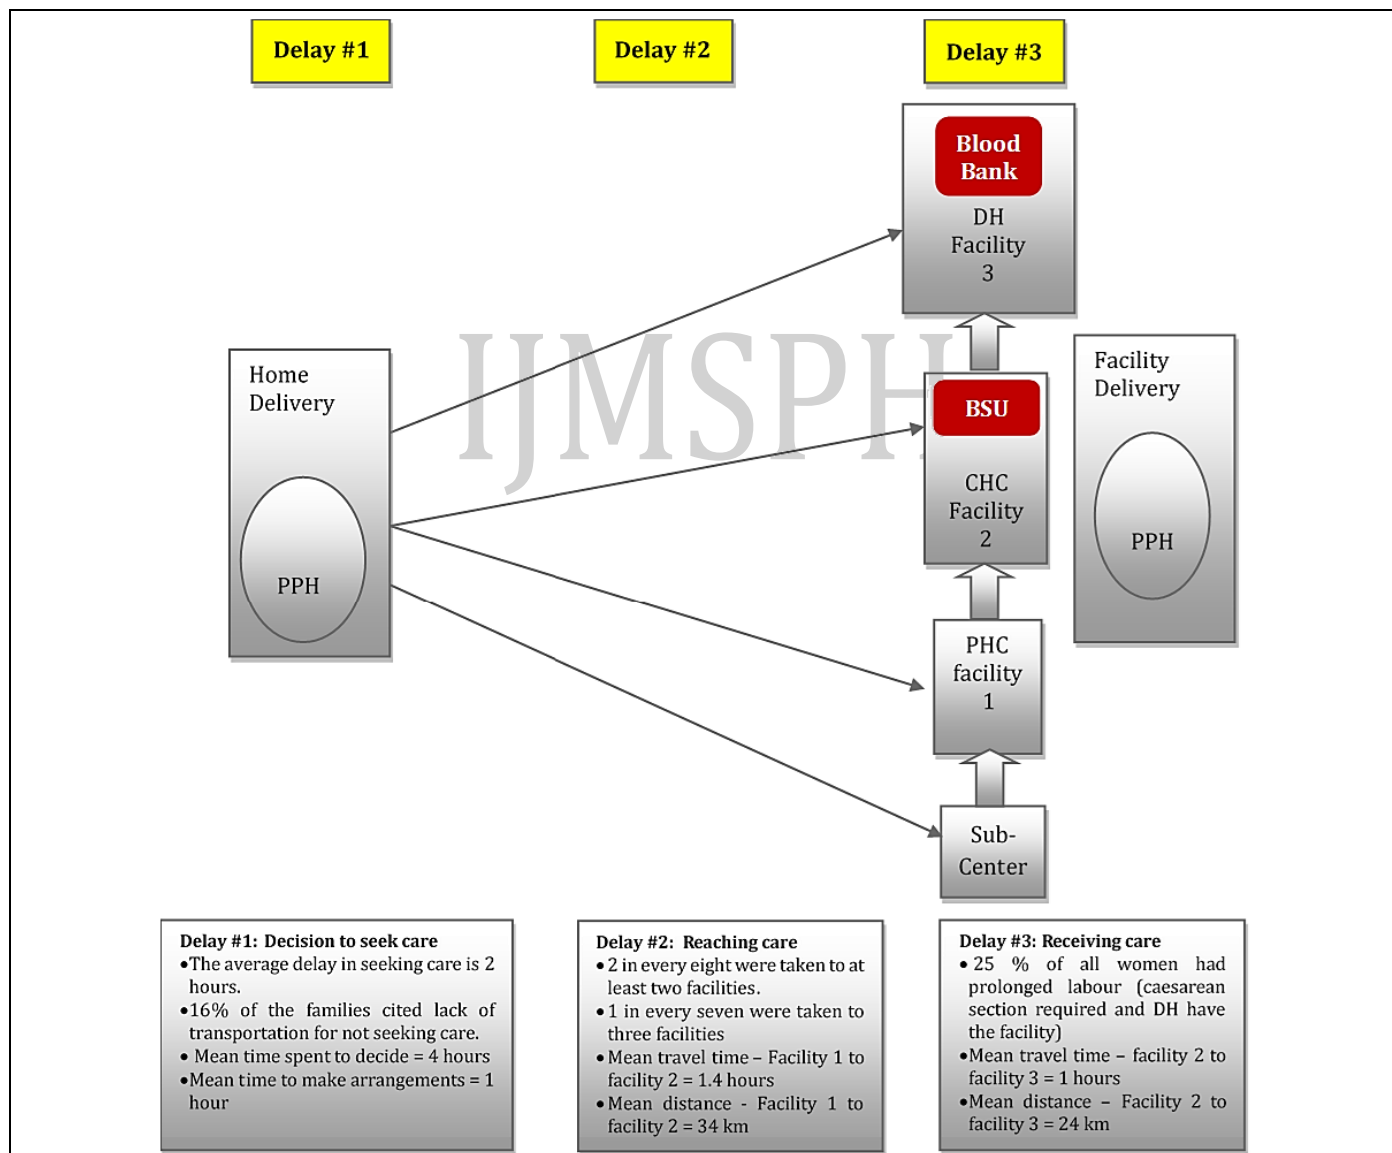 Delay #1
Delay #2
Delay #3
Blood
Bank
DH
Facility
3
IJMSPH
Home
Delivery
PPH
BSU
CHC
Facility
2
Facility
Delivery
PPH
PHC
facility
1
Sub-
Center
Delay #1: Decision to seek care
•The average delay in seeking care is 2
hours.
•16% of the families cited lack of
transportation for not seeking care.
• Mean time spent to decide = 4 hours
•Mean time to make arrangements = 1
hour
Delay #2: Reaching care
•2 in every eight were taken to at
least two facilities.
•1 in every seven were taken to
three facilities
•Mean travel time – Facility 1 to
facility 2 = 1.4 hours
•Mean distance - Facility 1 to
facility 2 = 34 km
Delay #3: Receiving care
• 25 % of all women had
prolonged labour (caesarean
section required and DH have
the facility)
•Mean travel time – facility 2 to
facility 3 = 1 hours
•Mean distance – Facility 2 to
facility 3 = 24 km